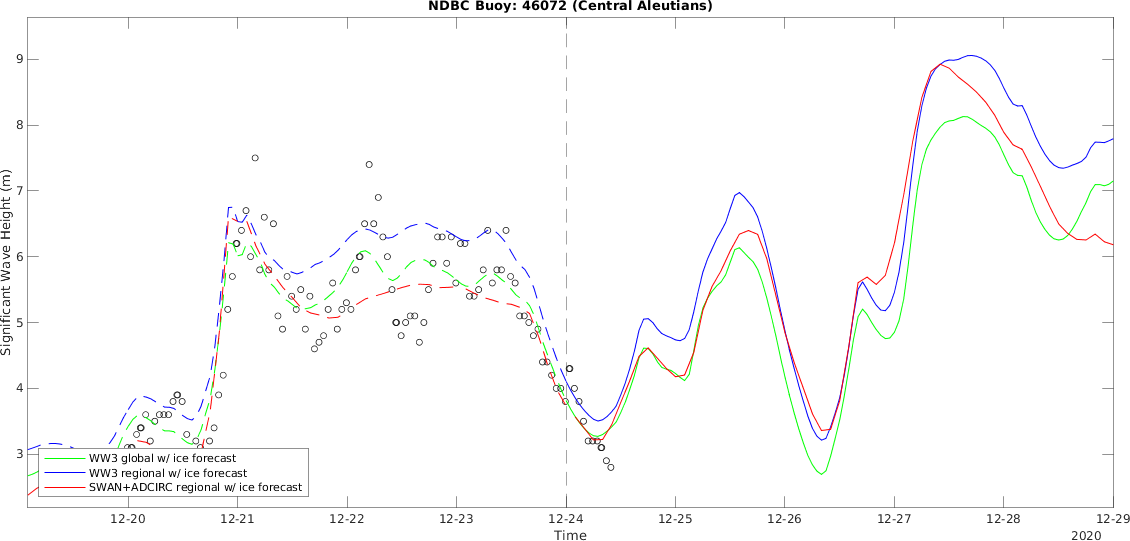 NDBC Buoy: 46072 (Central Aleutians)
Significant Wave Height (m)
9
8
7
6
5
4
3
WW3 global w/ ice forecast
WW3 regional w/ ice forecast
SWAN+ADCIRC regional w/ ice forecast
12-20 12-21 12-22 12-23 12-24 12-25 12-26 12-27 12-28 12-29
Time
2020